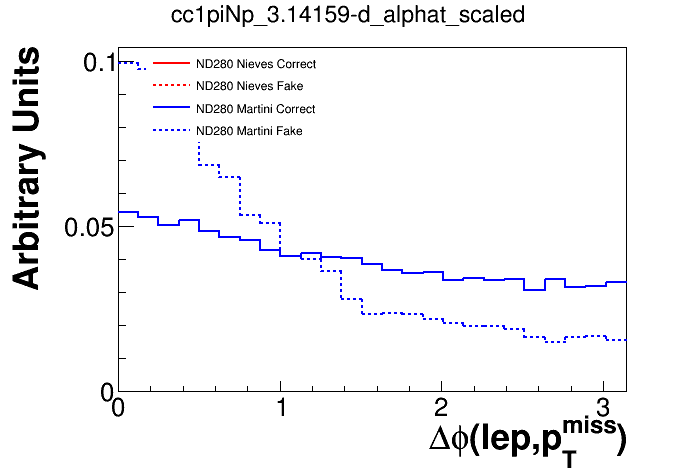 cc1piNp_3.14159-d_alphat_scaled
Arbitrary Units
0.1
0.05
0
ND280 Nieves Correct
ND280 Nieves Fake
ND280 Martini Correct
ND280 Martini Fake
0 1 2 3
Δϕ(lep,p_T^miss)